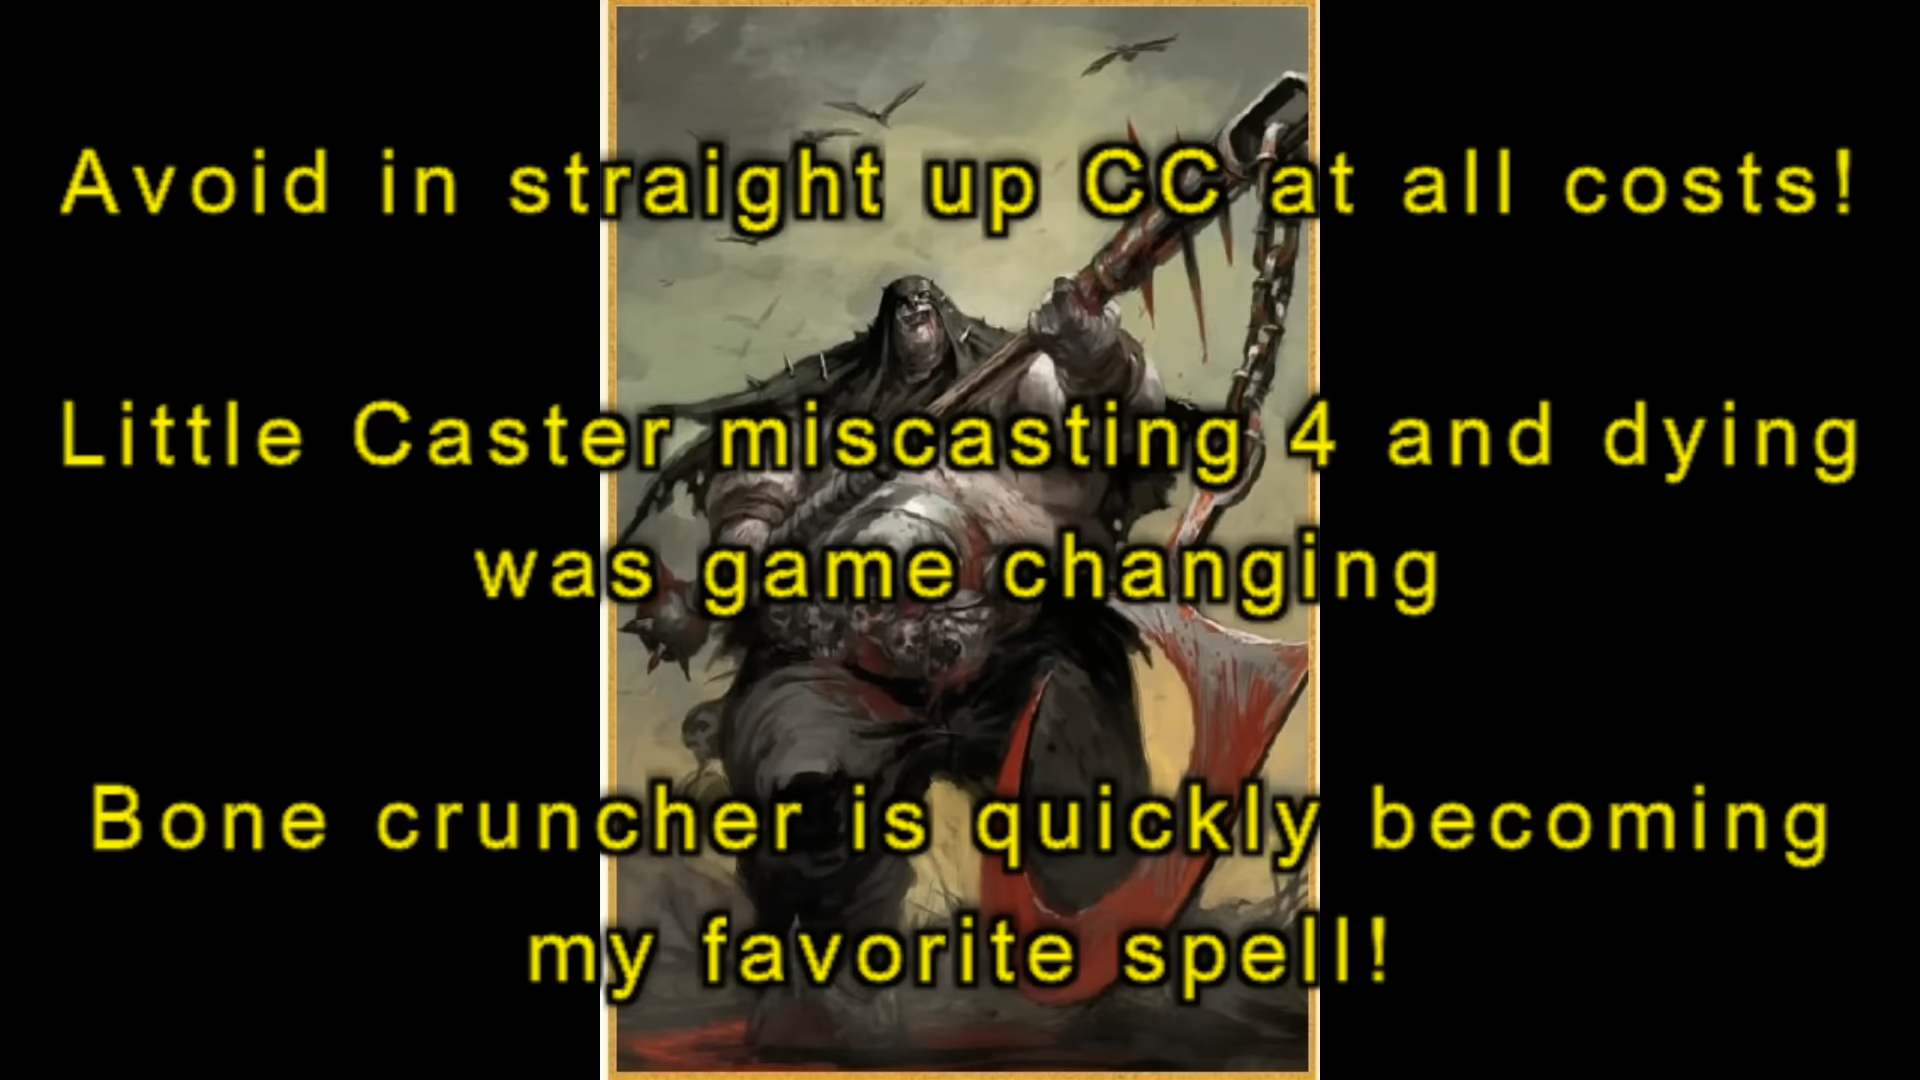 Avoid in straight up CC at all costs!
Little Caster miscasting 4 and dying
was game changing
Bone cruncher is quickly becoming
my favorite spell!